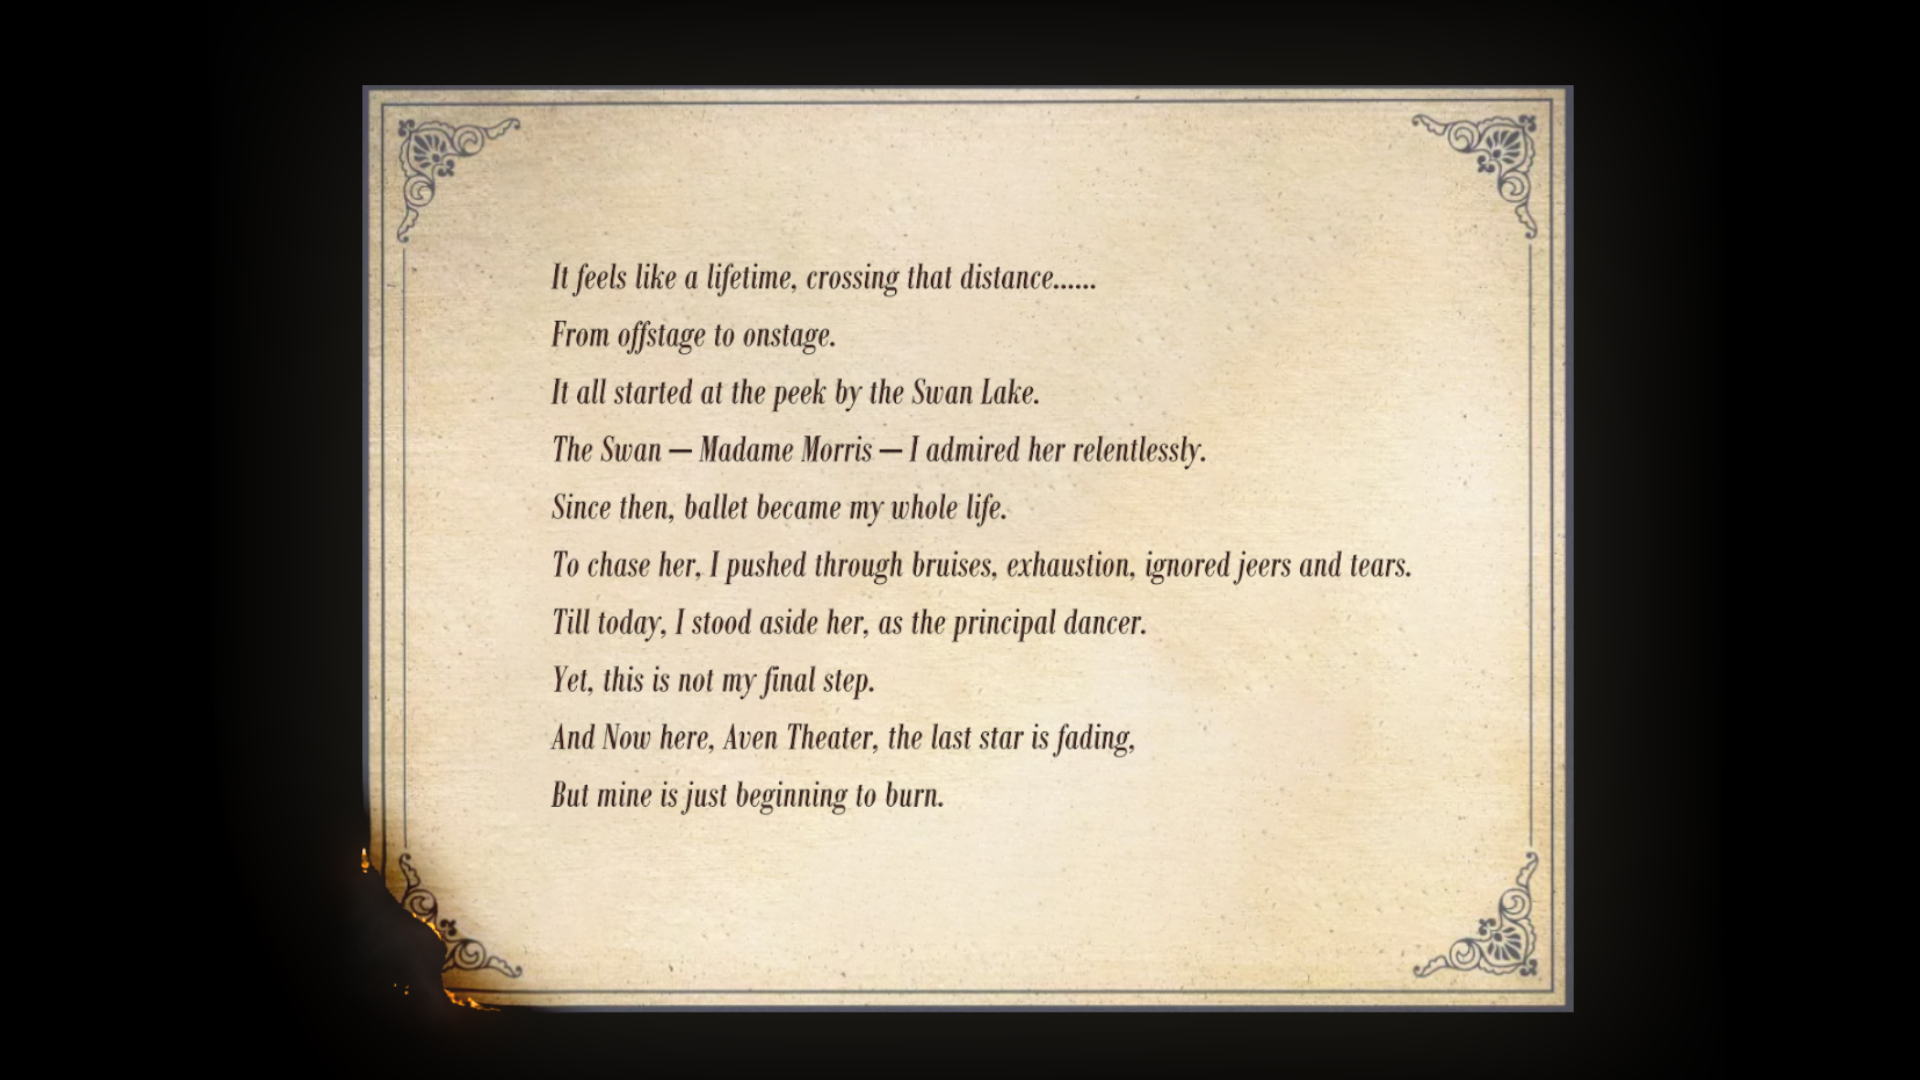 It feels like a lifetime, crossing that distance......
From offstage to onstage.
It all started at the peek by the Swan Lake.
The Swan — Madame Morris — I admired her relentlessly.
Since then, ballet became my whole life.
To chase her, I pushed through bruises, exhaustion, ignored jeers and tears.
Till today, I stood aside her, as the principal dancer.
Yet, this is not my final step.
And Now here, Aven Theater, the last star is fading,
But mine is just beginning to burn.